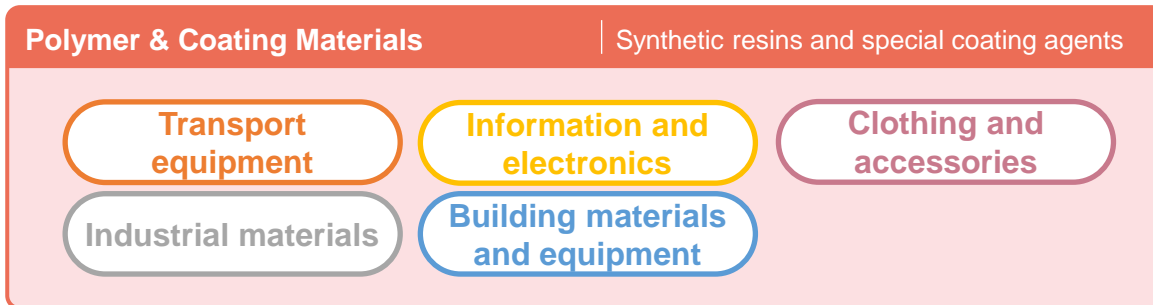 Polymer & Coating Materials
Synthetic resins and special coating agents
Transport
equipment
Information and
electronics
Clothing and
accessories
Industrial materials
Building materials
and equipment